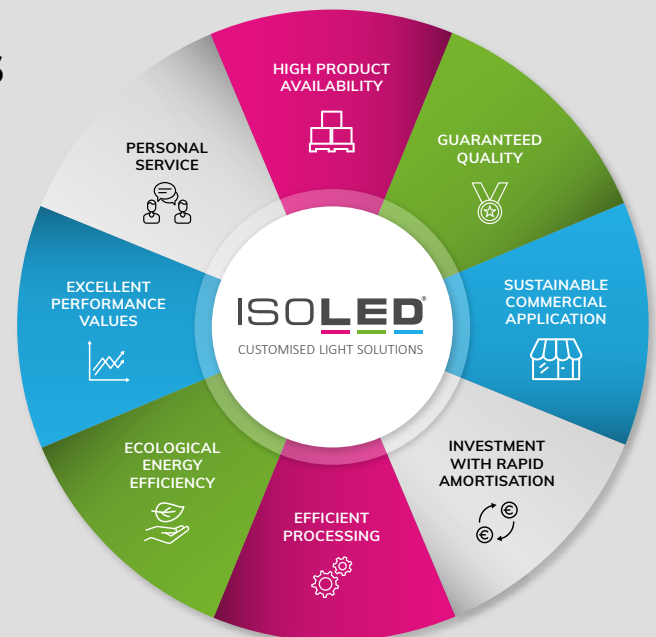 S
HIGH PRODUCT
AVAILABILITY
GUARANTEED
QUALITY
SUSTAINABLE
COMMERCIAL
APPLICATION
INVESTMENT
WITH RAPID
AMORTISATION
€
€
EFFICIENT
PROCESSING
ECOLOGICAL
ENERGY
EFFICIENCY
EXCELLENT
PERFORMANCE
VALUES
PERSONAL
SERVICE
ISOLED®
CUSTOMISED LIGHT SOLUTIONS